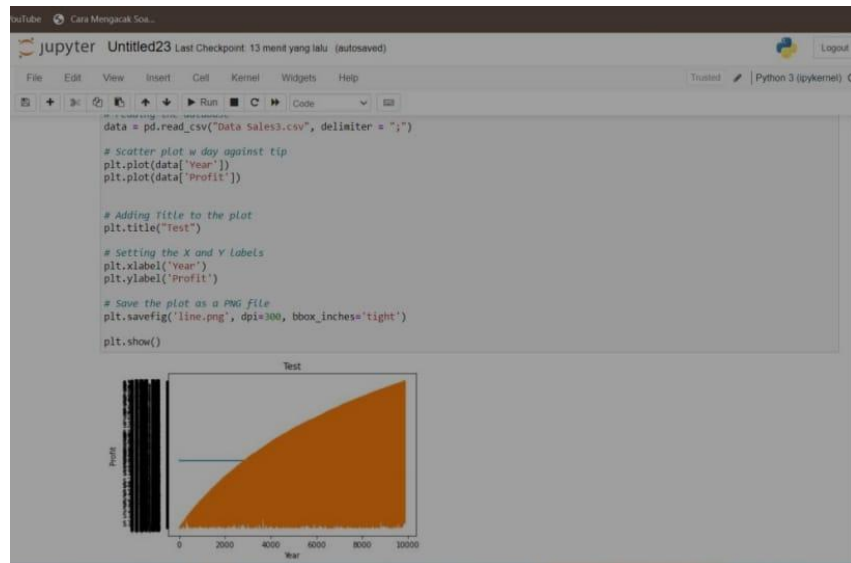 YouTube Cara Mengacak Soa...
jupyter Untitled23 Last Checkpoint: 13 menit yang lalu (autosaved)
Logout
File Edit View Insert Cell Kernel Widgets Help
Trusted Python 3 (ipykernel)
Run Code
# reading the database
data = pd.read_csv("Data Sales3.csv", delimiter = ";")
# Scatter plot w day against tip
plt.plot(data['Year'])
plt.plot(data['Profit'])
# Adding Title to the plot
plt.title("Test")
# Setting the X and Y labels
plt.xlabel('Year')
plt.ylabel('Profit')
# Save the plot as a PNG file
plt.savefig('line.png', dpi=300, bbox_inches='tight')
plt.show()
Test
Profit
0 2000 4000 6000 8000 10000
Year